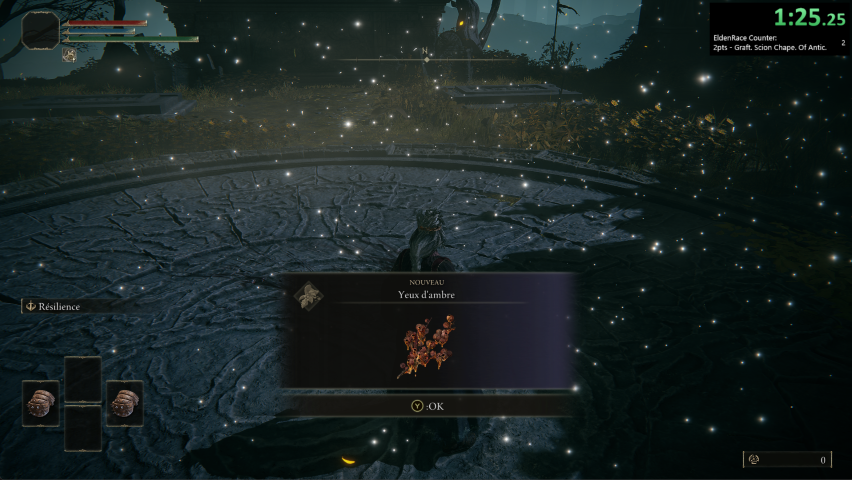 1:25.25
EldenRace Counter:
2pts - Graft. Scion Chape. Of Antic. 2
N
NOUVEAU
Yeux d'ambre
Résilience
Y :OK
0